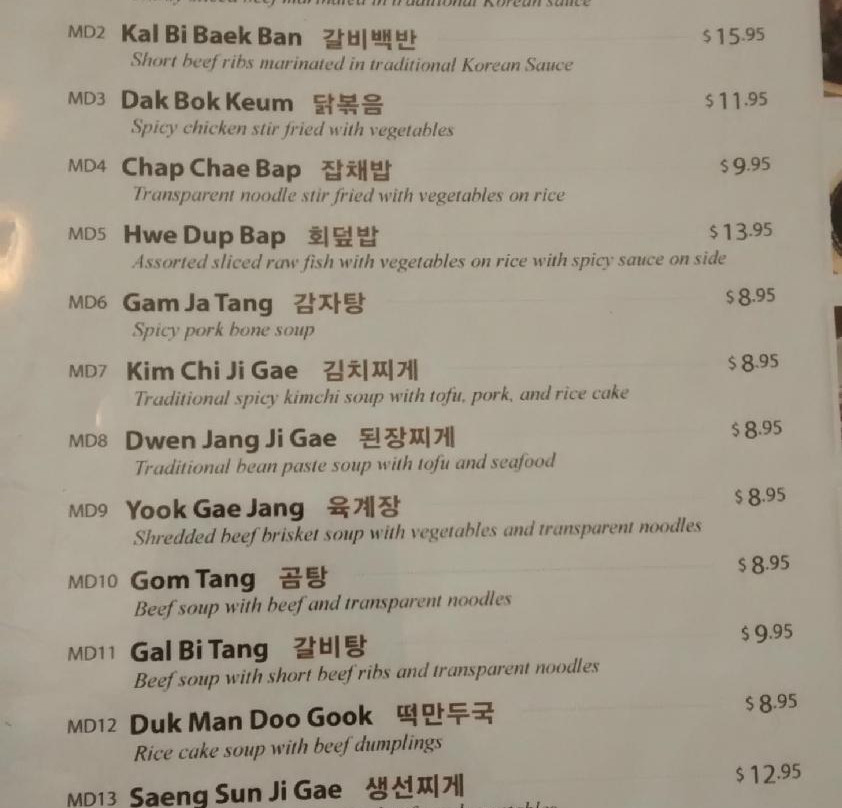 MD2 Kal Bi Baek Ban 갈비백반 $15.95
Short beef ribs marinated in traditional Korean Sauce
MD3 Dak Bok Keum 닭볶음 $11.95
Spicy chicken stir fried with vegetables
MD4 Chap Chae Bap 잡채밥 $9.95
Transparent noodle stir fried with vegetables on rice
MD5 Hwe Dup Bap 회덮밥 $13.95
Assorted sliced raw fish with vegetables on rice with spicy sauce on side
MD6 Gam Ja Tang 감자탕 $8.95
Spicy pork bone soup
MD7 Kim Chi Ji Gae 김치찌게 $8.95
Traditional spicy kimchi soup with tofu, pork, and rice cake
MD8 Dwen Jang Ji Gae 된장찌게 $8.95
Traditional bean paste soup with tofu and seafood
MD9 Yook Gae Jang 육계장 $8.95
Shredded beef brisket soup with vegetables and transparent noodles
MD10 Gom Tang 곰탕 $8.95
Beef soup with beef and transparent noodles
MD11 Gal Bi Tang 갈비탕 $9.95
Beef soup with short beef ribs and transparent noodles
MD12 Duk Man Doo Gook 떡만두국 $8.95
Rice cake soup with beef dumplings
MD13 Saeng Sun Ji Gae 생선찌게 $12.95